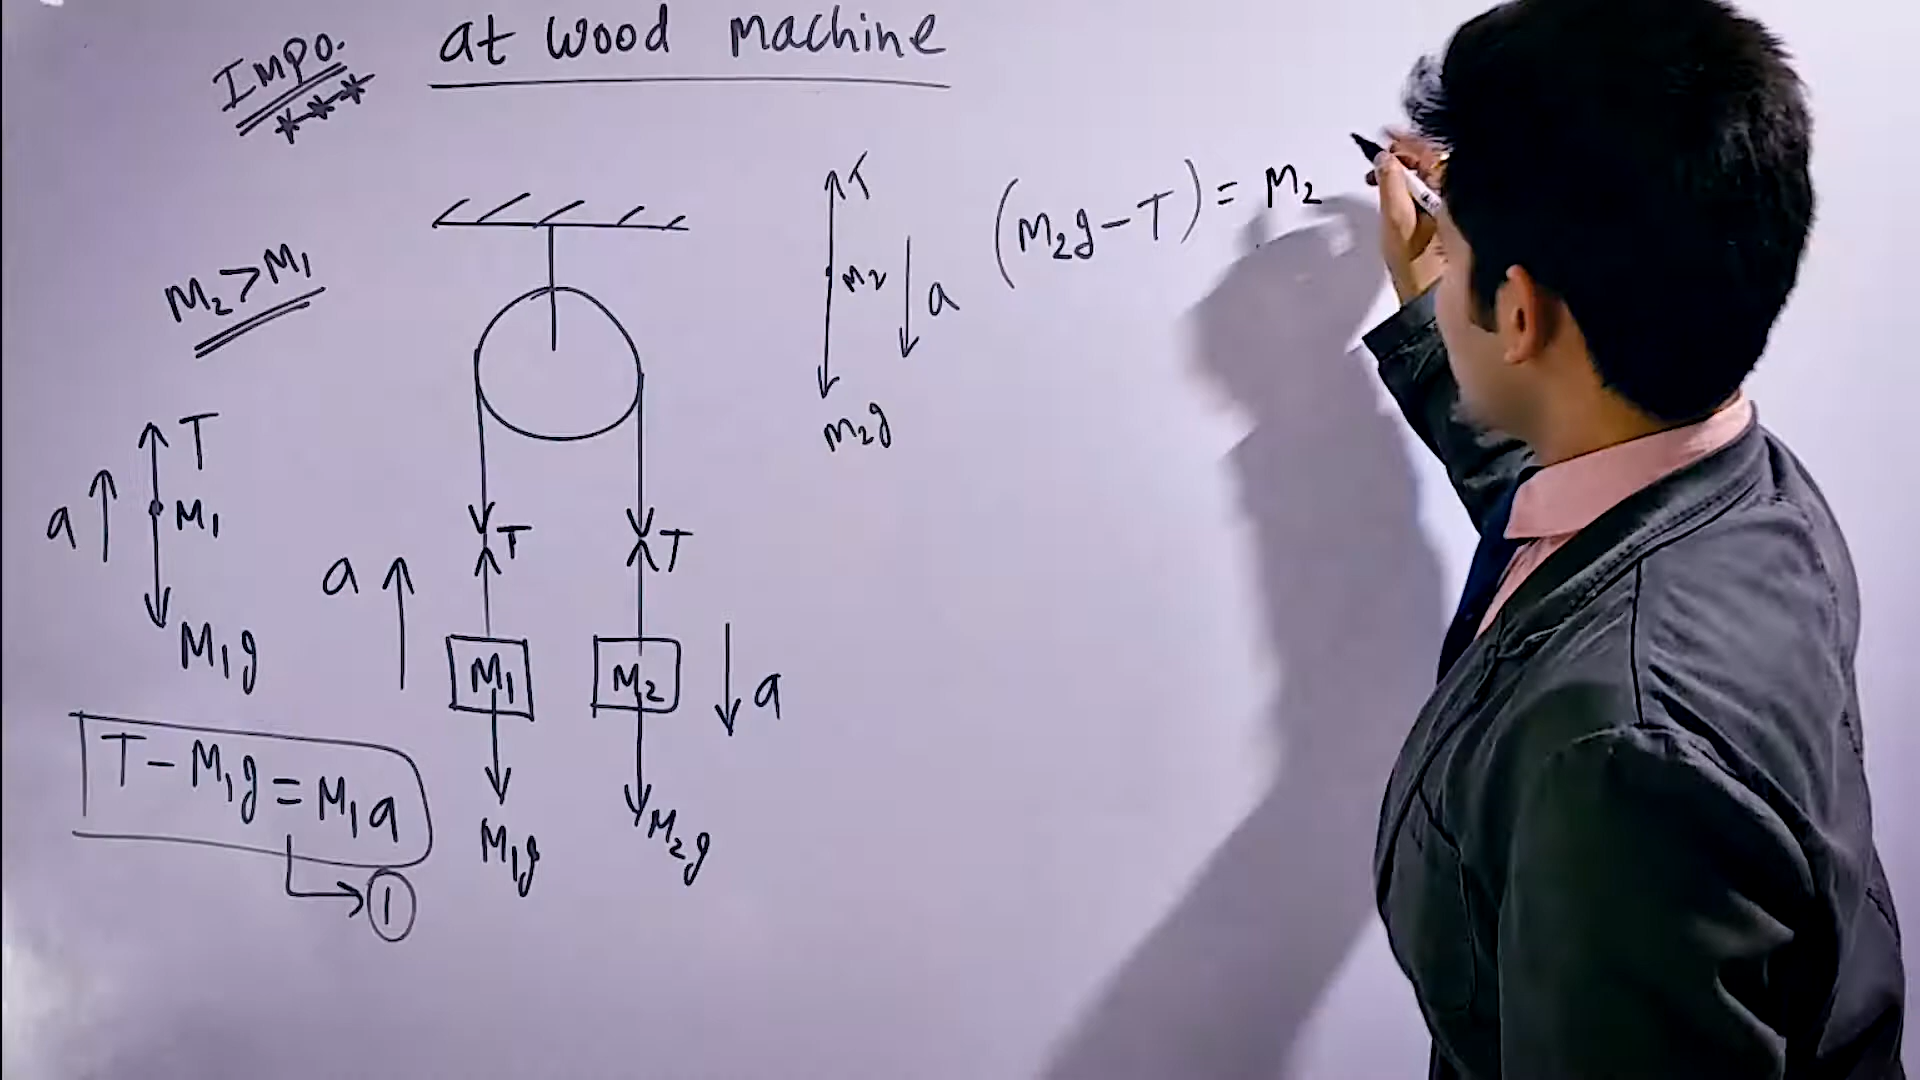 Impo.
at wood machine
***
M₂>M₁
T
M₂
a
M₂g
(M₂g-T)=M₂
T
a
M₁
M₁g
T
T
a
M₁
M₂
a
M₁g
M₂g
T-M₁g=M₁a
1